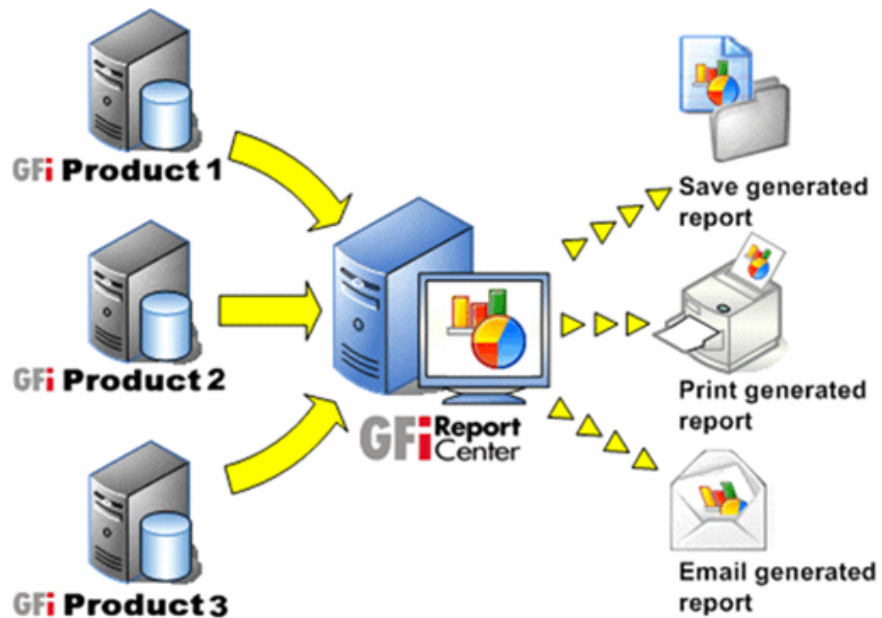 GFi Product 1
GFi Product 2
GFi Product 3
GFi Report
Center
Save generated
report
Print generated
report
Email generated
report